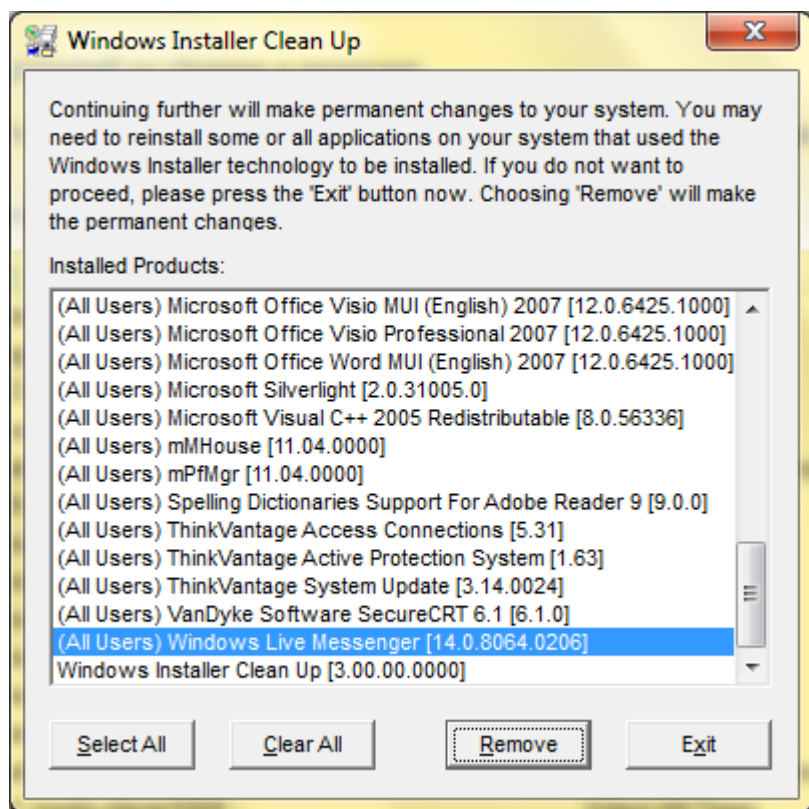 Windows Installer Clean Up
Continuing further will make permanent changes to your system. You may
need to reinstall some or all applications on your system that used the
Windows Installer technology to be installed. If you do not want to
proceed, please press the 'Exit' button now. Choosing 'Remove' will make
the permanent changes.
Installed Products:
(All Users) Microsoft Office Visio MUI (English) 2007 [12.0.6425.1000]
(All Users) Microsoft Office Visio Professional 2007 [12.0.6425.1000]
(All Users) Microsoft Office Word MUI (English) 2007 [12.0.6425.1000]
(All Users) Microsoft Silverlight [2.0.31005.0]
(All Users) Microsoft Visual C++ 2005 Redistributable [8.0.56336]
(All Users) mMHouse [11.04.0000]
(All Users) mPfMgr [11.04.0000]
(All Users) Spelling Dictionaries Support For Adobe Reader 9 [9.0.0]
(All Users) ThinkVantage Access Connections [5.31]
(All Users) ThinkVantage Active Protection System [1.63]
(All Users) ThinkVantage System Update [3.14.0024]
(All Users) VanDyke Software SecureCRT 6.1 [6.1.0]
(All Users) Windows Live Messenger [14.0.8064.0206]
Windows Installer Clean Up [3.00.00.0000]
Select All Clear All Remove Exit